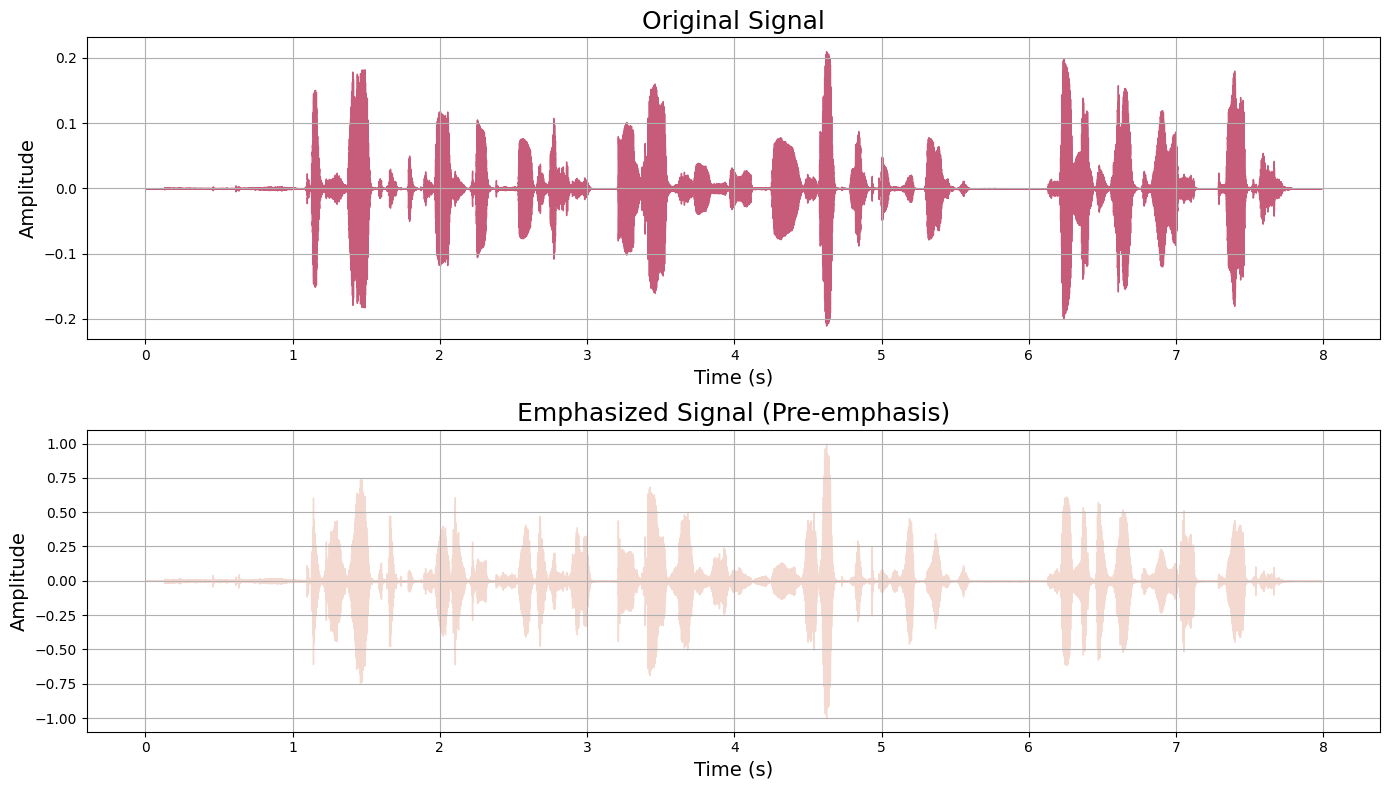 Original Signal
0.2
0.1
0.0
−0.1
−0.2
Amplitude
0 1 2 3 4 5 6 7 8
Time (s)
Emphasized Signal (Pre-emphasis)
1.00
0.75
0.50
0.25
0.00
−0.25
−0.50
−0.75
−1.00
Amplitude
0 1 2 3 4 5 6 7 8
Time (s)